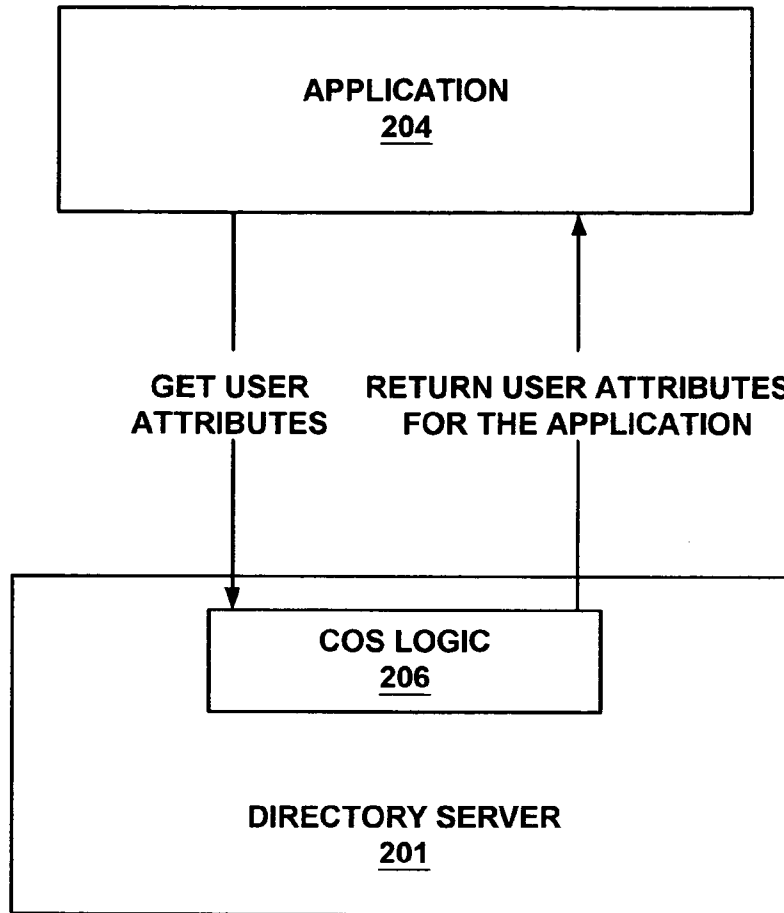 APPLICATION
204
GET USER
ATTRIBUTES
RETURN USER ATTRIBUTES
FOR THE APPLICATION
COS LOGIC
206
DIRECTORY SERVER
201